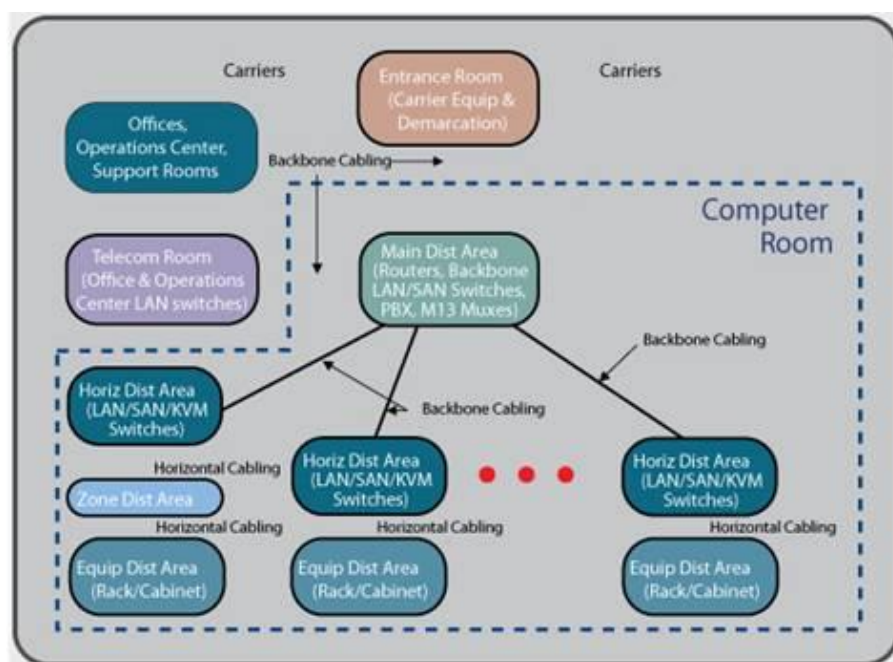 Carriers
Entrance Room
(Carrier Equip &
Demarcation)
Carriers
Offices,
Operations Center,
Support Rooms
Backbone Cabling
Computer
Room
Telecom Room
(Office & Operations
Center LAN switches)
Main Dist Area
(Routers, Backbone
LAN/SAN Switches,
PBX, M13 Muxes)
Backbone Cabling
Horiz Dist Area
(LAN/SAN/KVM
Switches)
Backbone Cabling
Horizontal Cabling
Horiz Dist Area
(LAN/SAN/KVM
Switches)
Horiz Dist Area
(LAN/SAN/KVM
Switches)
Zone Dist Area
Horizontal Cabling
Horizontal Cabling
Horizontal Cabling
Equip Dist Area
(Rack/Cabinet)
Equip Dist Area
(Rack/Cabinet)
Equip Dist Area
(Rack/Cabinet)